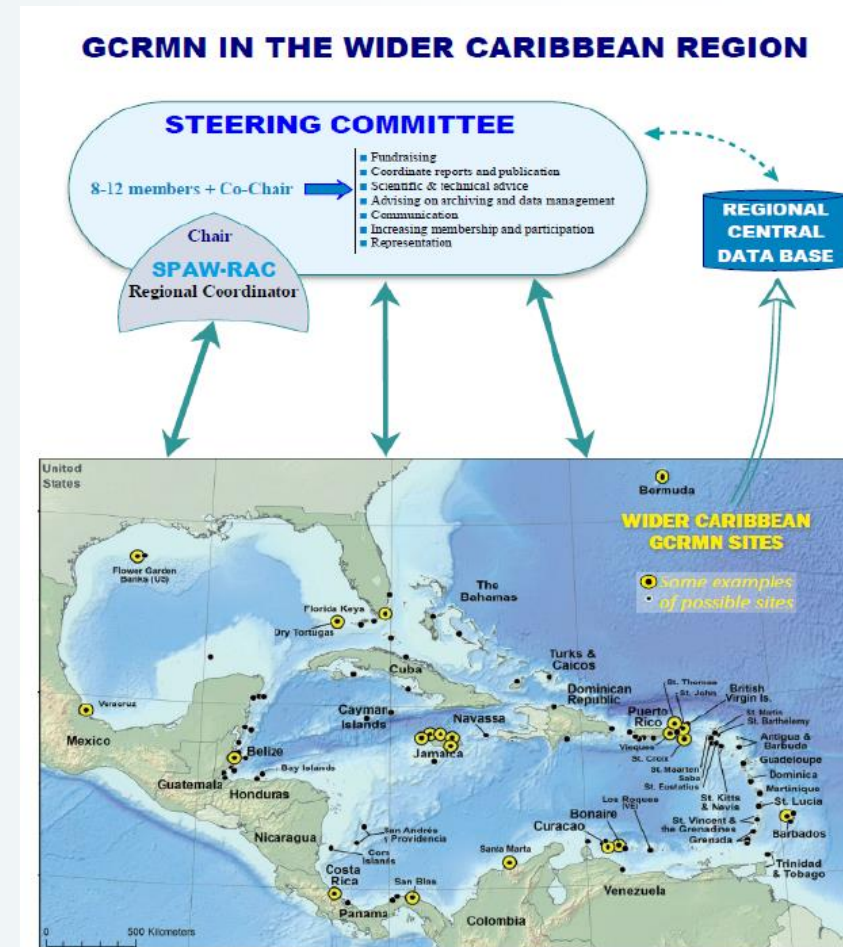 GCRMN IN THE WIDER CARIBBEAN REGION
STEERING COMMITTEE
8-12 members + Co-Chair
Fundraising
Coordinate reports and publication
Scientific & technical advice
Advising on archiving and data management
Communication
Increasing membership and participation
Representation
Chair
SPAW-RAC
Regional Coordinator
REGIONAL
CENTRAL
DATA BASE
United
States
Bermuda
WIDER CARIBBEAN
GCRMN SITES
Some examples
of possible sites
Flower Garden
Banks (US)
Florida Keys
Dry Tortugas
The
Bahamas
Cuba
Turks &
Caicos
Dominican
Republic
Veracruz
Mexico
Cayman
Islands
Navassa
Jamaica
Puerto
Rico
St. Thomas
St. John
British
Virgin Is.
St. Martin
St. Barthélemy
Vieques
St. Croix
St. Maarten
Saba
St. Eustatius
St. Kitts
& Nevis
Antigua &
Barbuda
Guadeloupe
Dominica
Martinique
St. Lucia
Barbados
St. Vincent &
the Grenadines
Grenada
Trinidad
& Tobago
Belize
Guatemala
Bay Islands
Honduras
Nicaragua
San Andrés
y Providencia
Corn
Islands
Costa
Rica
San Blas
Panama
Santa Marta
Colombia
Curacao
Bonaire
Los Roques
(VE)
Venezuela
0
500 Kilometers